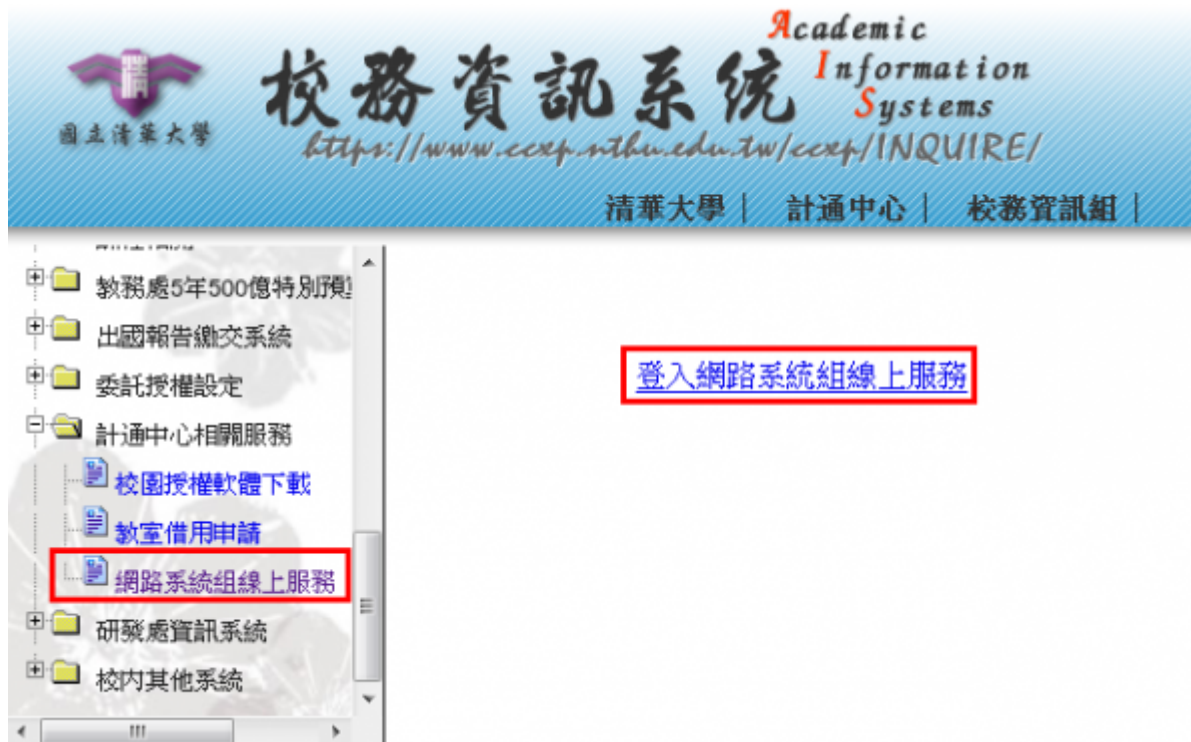 Academic
Information
Systems
校務資訊系统
國立清華大學
https://www.ccxp.nthu.edu.tw/ccxp/INQUIRE/
清華大學｜ 計通中心｜ 校務資訊組｜
教務處5年500億特別預
出國報告繳交系統
委託授權設定
計通中心相關服務
校園授權軟體下載
教室借用申請
網路系統組線上服務
研發處資訊系統
校内其他系統
登入網路系統組線上服務